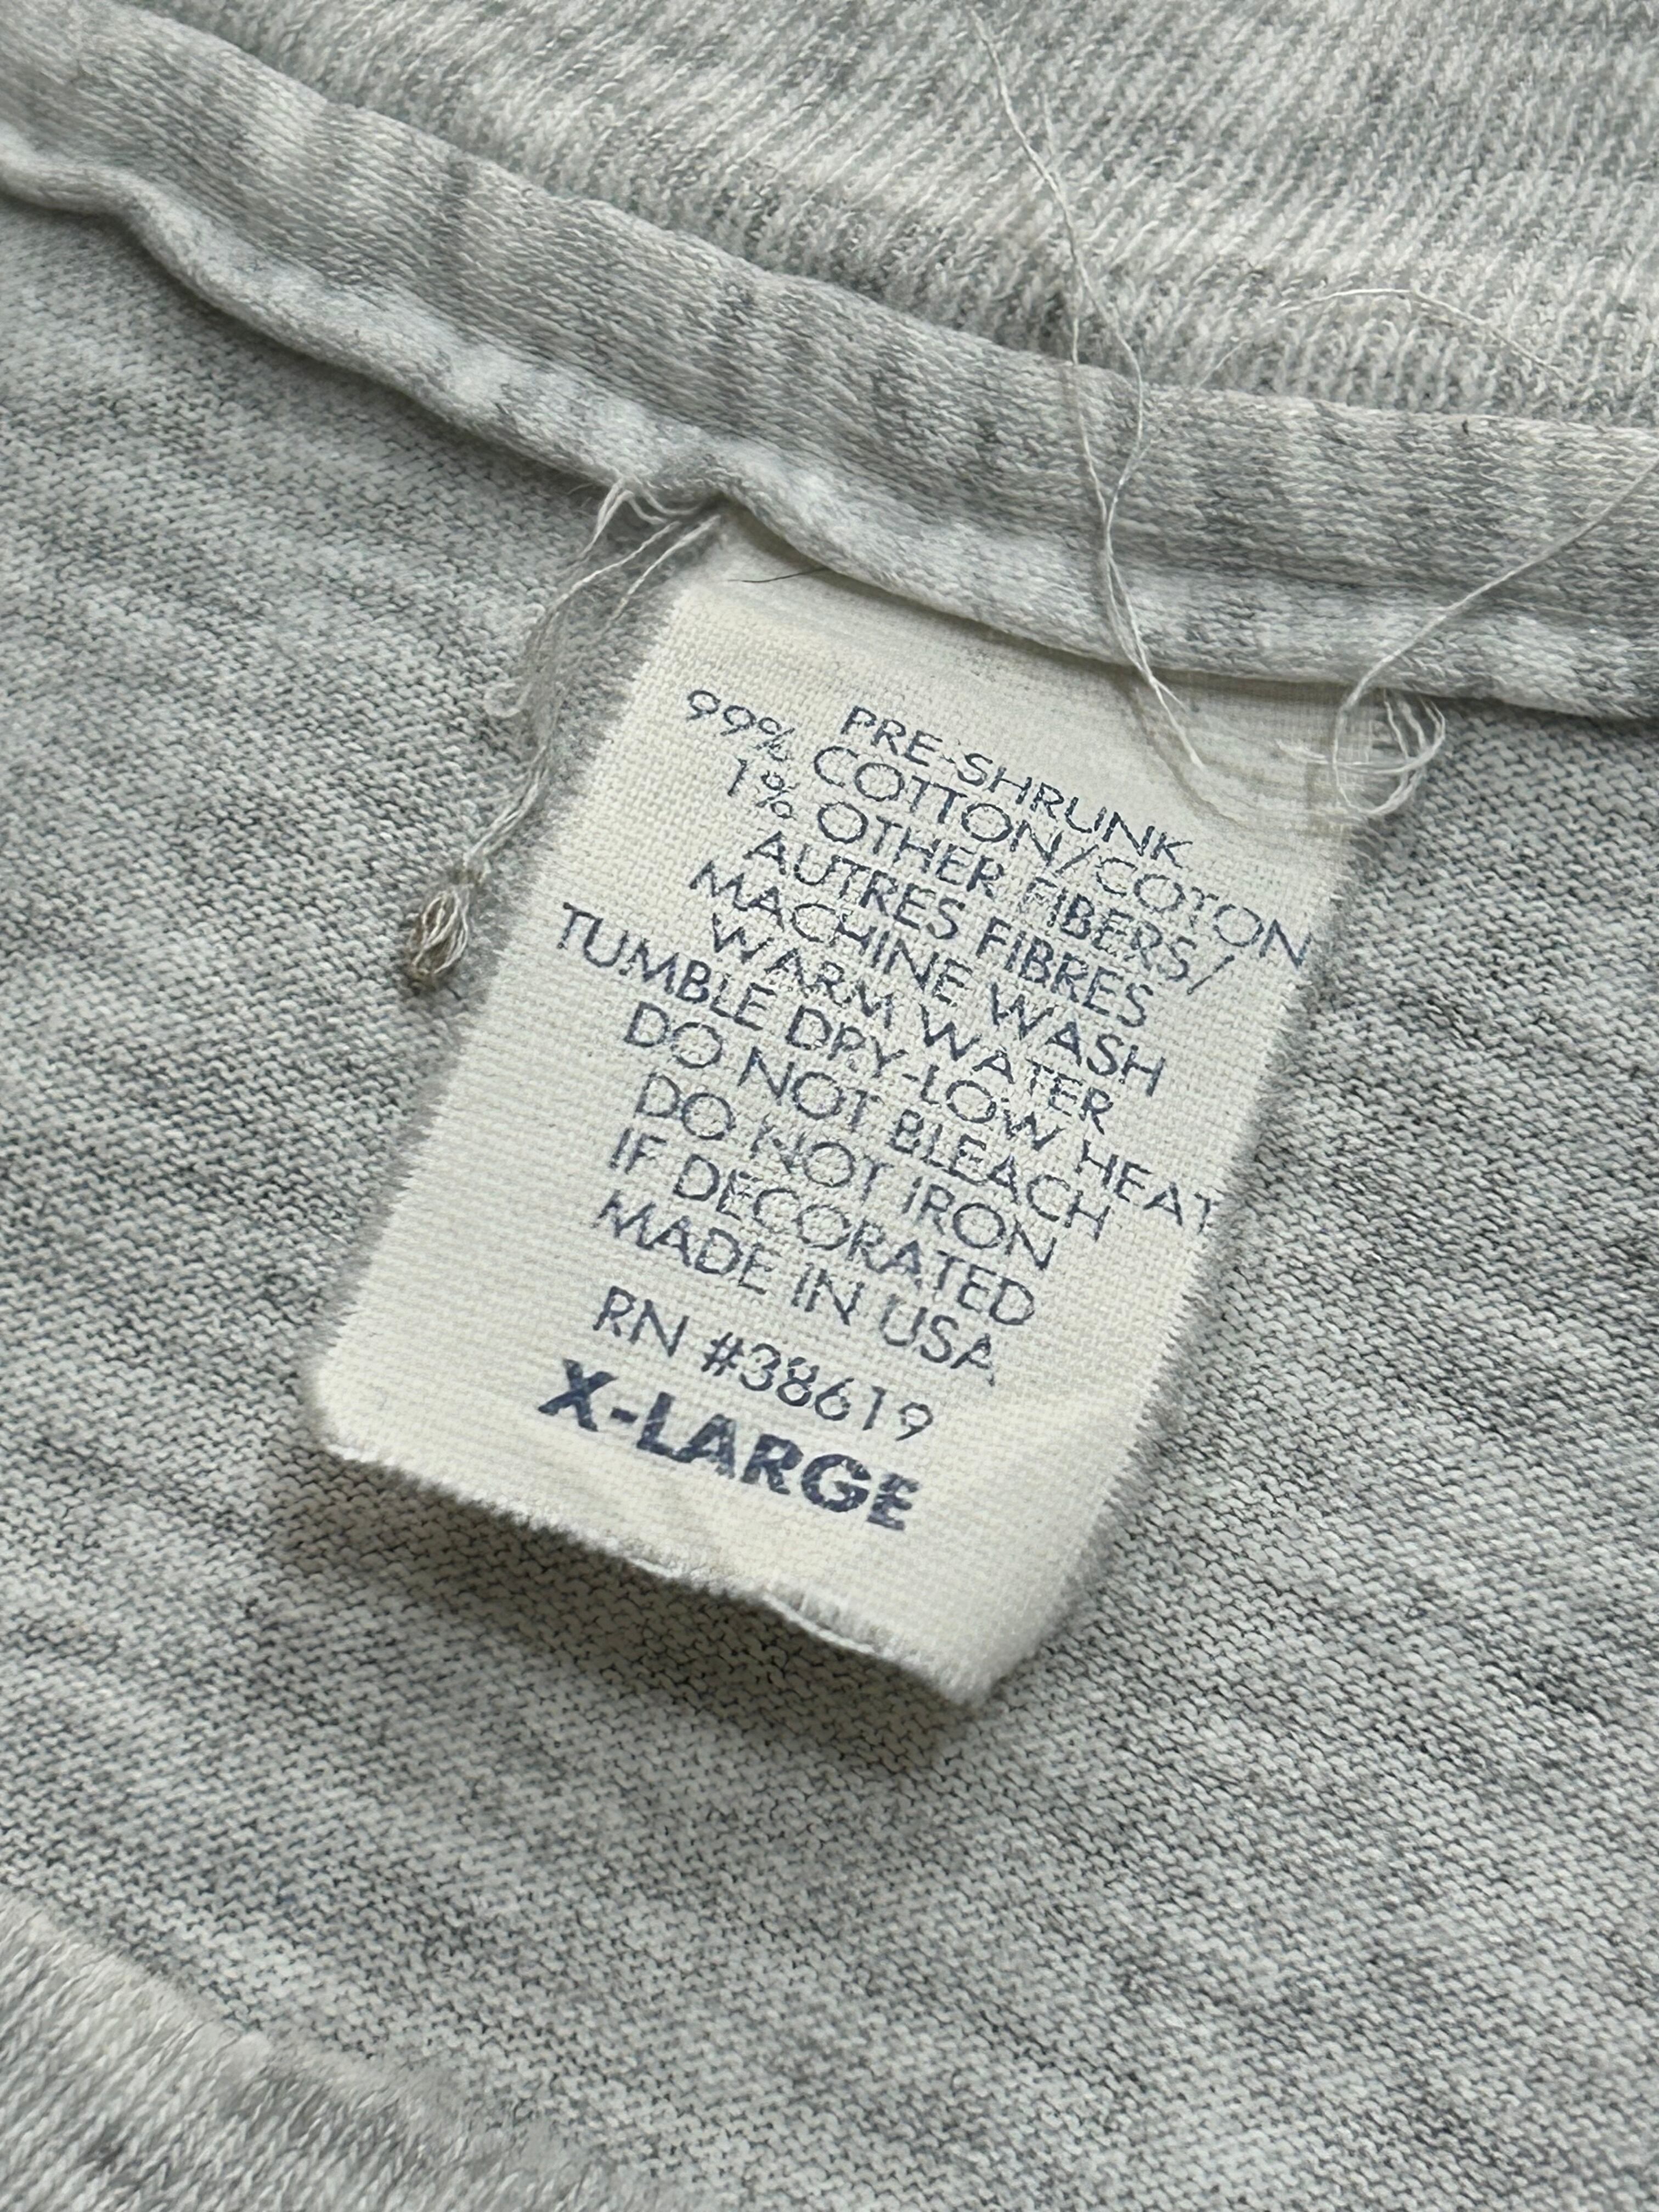 PRE-SHRUNK
99% COTTON/COTON
1% OTHER FIBERS/
AUTRES FIBRES
MACHINE WASH
WARM WATER
TUMBLE DRY-LOW HEAT
DO NOT BLEACH
DO NOT IRON
IF DECORATED
MADE IN USA
RN #38619
X-LARGE